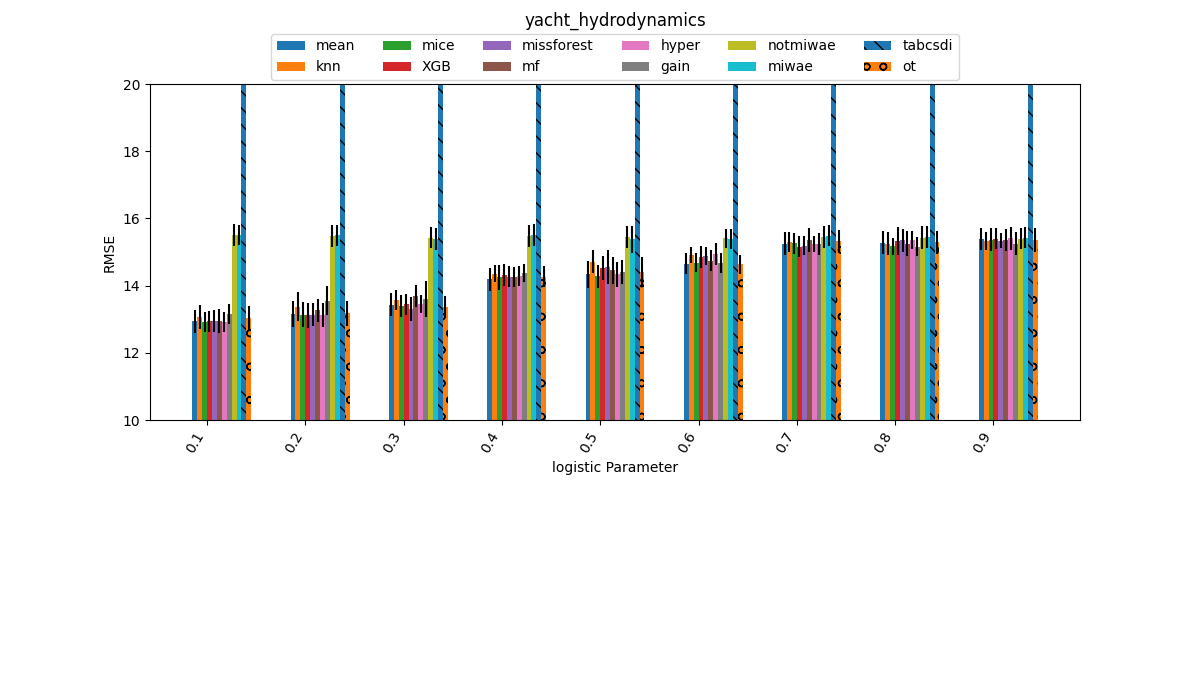 yacht_hydrodynamics
mean mice missforest hyper notmiwae tabcsdi
knn XGB mf gain miwae ot
20
18
16
14
12
10
RMSE
0.1 0.2 0.3 0.4 0.5 0.6 0.7 0.8 0.9
logistic Parameter